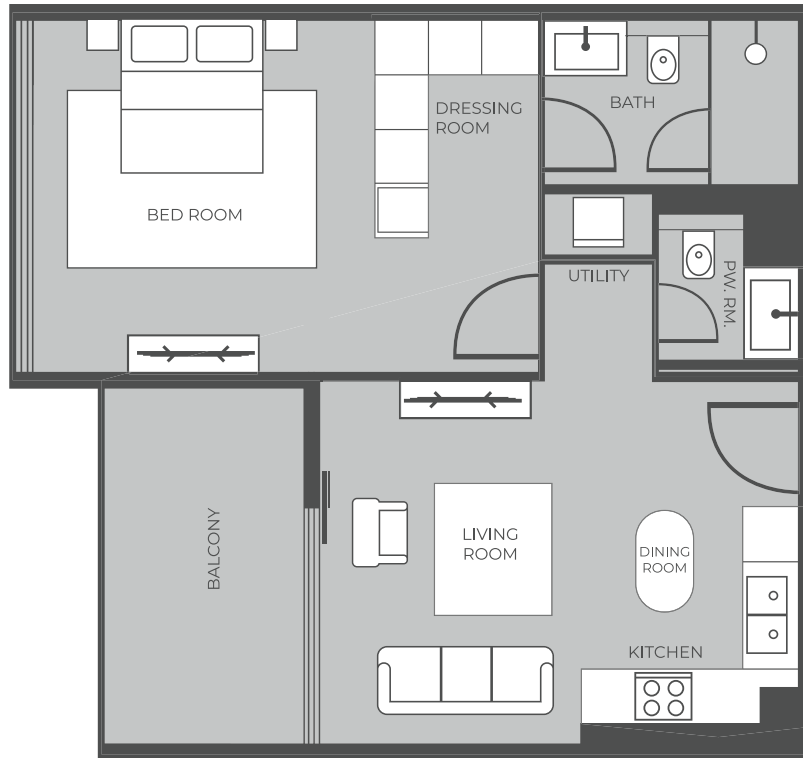 DRESSING
ROOM
BATH
BED ROOM
UTILITY
PW. RM.
BALCONY
LIVING
ROOM
DINING
ROOM
KITCHEN